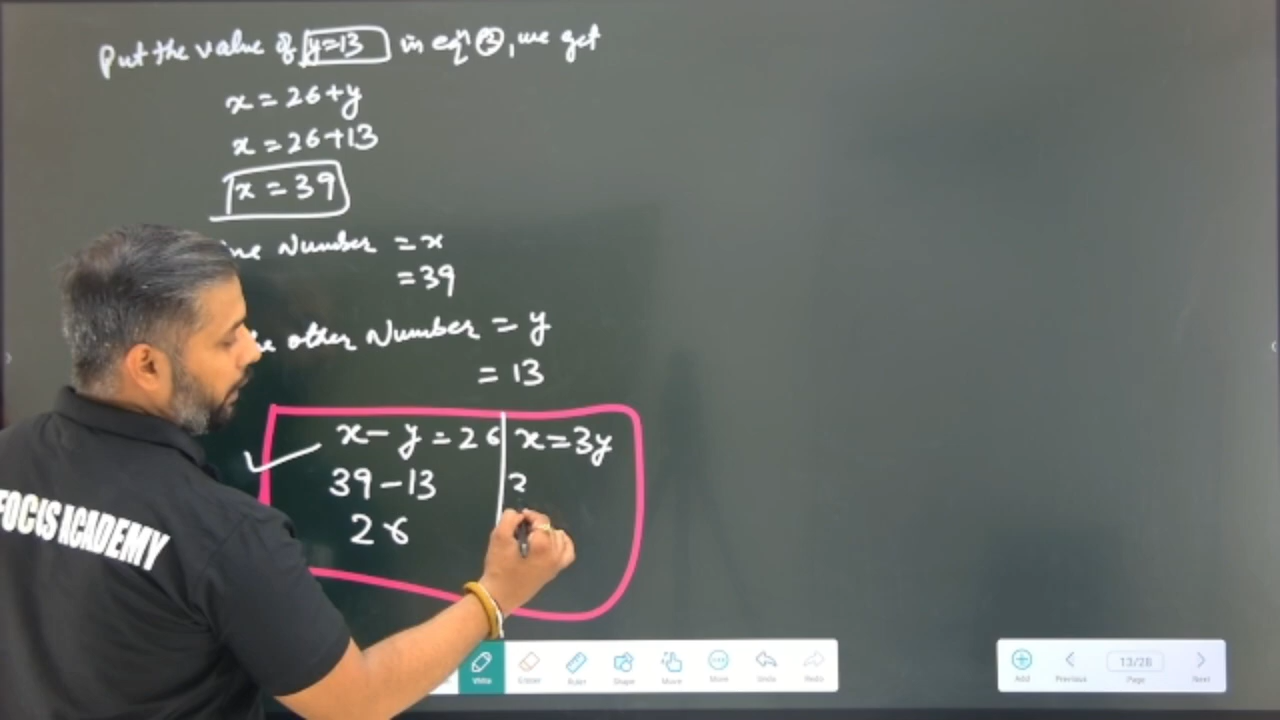 Put the value of y=13 in eqⁿ ②, we get
x = 26+y
x = 26+13
x = 39
Number = x
= 39
other Number = y
= 13
x - y = 26 x = 3y
39 - 13
26
FOCUS ACADEMY
Write Eraser Ruler Shape Move More Undo Redo
Add Previous 13/28 Page Next